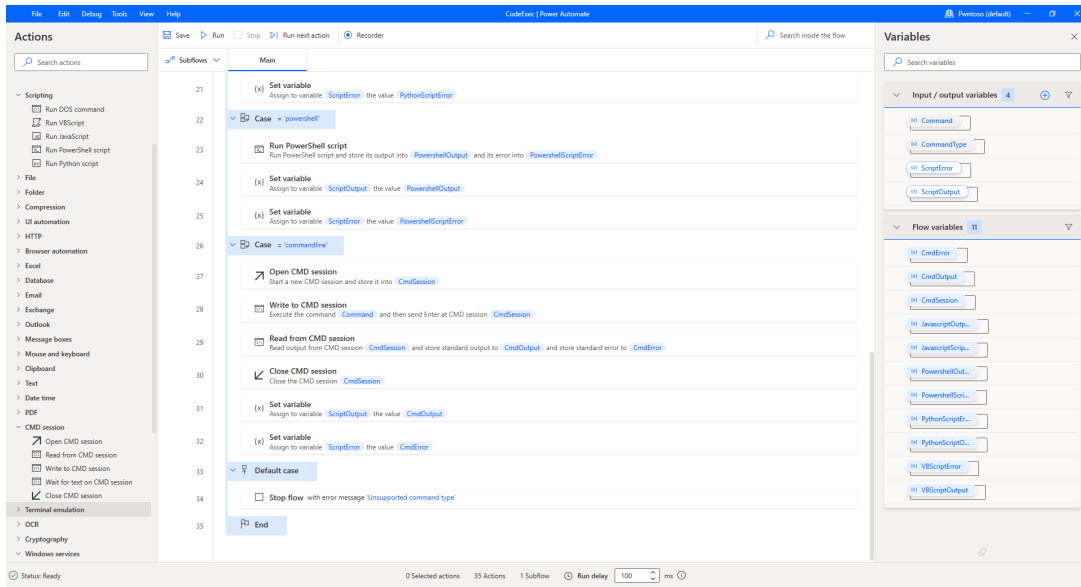 File Edit Debug Tools View Help
CodeExec | Power Automate
Pwntoso (default)
Actions
Search actions
Scripting
Run DOS command
Run VBScript
Run JavaScript
Run PowerShell script
Run Python script
File
Folder
Compression
UI automation
HTTP
Browser automation
Excel
Database
Email
Exchange
Outlook
Message boxes
Mouse and keyboard
Clipboard
Text
Date time
PDF
CMD session
Open CMD session
Read from CMD session
Write to CMD session
Wait for text on CMD session
Close CMD session
Terminal emulation
OCR
Cryptography
Windows services
Save Run Stop Run next action Recorder
Search inside the flow
Subflows Main
21 {x} Set variable
Assign to variable ScriptError the value PythonScriptError
22 Case = 'powershell'
23 Run PowerShell script
Run PowerShell script and store its output into PowershellOutput and its error into PowershellScriptError
24 {x} Set variable
Assign to variable ScriptOutput the value PowershellOutput
25 {x} Set variable
Assign to variable ScriptError the value PowershellScriptError
26 Case = 'commandline'
27 Open CMD session
Start a new CMD session and store it into CmdSession
28 Write to CMD session
Execute the command Command and then send Enter at CMD session CmdSession
29 Read from CMD session
Read output from CMD session CmdSession and store standard output to CmdOutput and store standard error to CmdError
30 Close CMD session
Close the CMD session CmdSession
31 {x} Set variable
Assign to variable ScriptOutput the value CmdOutput
32 {x} Set variable
Assign to variable ScriptError the value CmdError
33 Default case
34 Stop flow with error message 'Unsupported command type'
35 End
Variables
Search variables
Input / output variables 4
(x) Command
(x) CommandType
(x) ScriptError
(x) ScriptOutput
Flow variables 11
(x) CmdError
(x) CmdOutput
(x) CmdSession
(x) JavascriptOutp...
(x) JavascriptScrip...
(x) PowershellOut...
(x) PowershellScri...
(x) PythonScriptEr...
(x) PythonScriptO...
(x) VBScriptError
(x) VBScriptOutput
Status: Ready
0 Selected actions 35 Actions 1 Subflow Run delay 100 ms